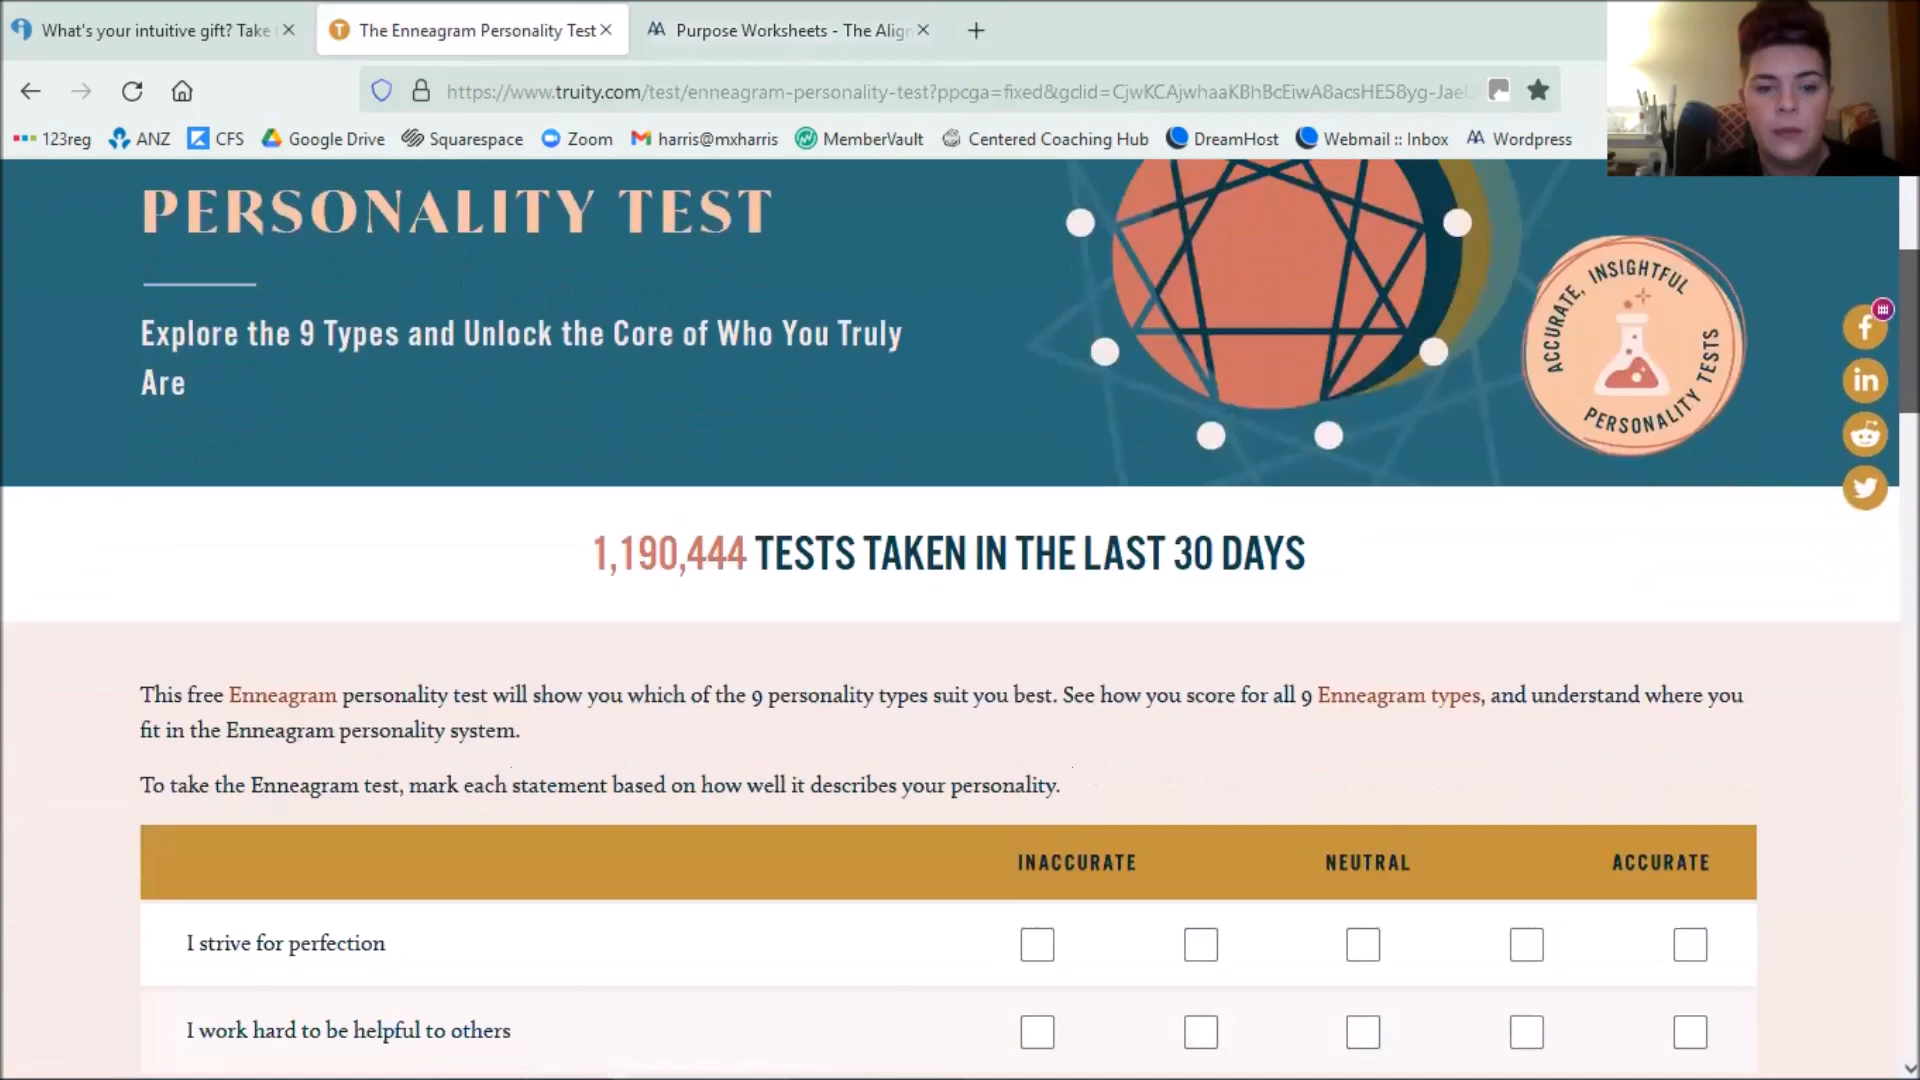 What's your intuitive gift? Take
The Enneagram Personality Test
Purpose Worksheets - The Align
https://www.truity.com/test/enneagram-personality-test?ppcga=fixed&gclid=CjwKCAjwhaaKBhBcEiwA8acsHE58yg-JaeU
123reg
ANZ
CFS
Google Drive
Squarespace
Zoom
harris@mxharris
MemberVault
Centered Coaching Hub
DreamHost
Webmail :: Inbox
Wordpress
PERSONALITY TEST
Explore the 9 Types and Unlock the Core of Who You Truly
Are
ACCURATE, INSIGHTFUL
PERSONALITY TESTS
1,190,444 TESTS TAKEN IN THE LAST 30 DAYS
This free Enneagram personality test will show you which of the 9 personality types suit you best. See how you score for all 9 Enneagram types, and understand where you
fit in the Enneagram personality system.
To take the Enneagram test, mark each statement based on how well it describes your personality.
INACCURATE NEUTRAL ACCURATE
I strive for perfection
I work hard to be helpful to others